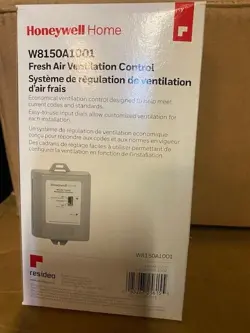 Honeywell Home
W8150A1001
Fresh Air Ventilation Control
Système de régulation de ventilation
d'air frais
Economical ventilation control designed to help meet
current codes and standards.
Easy-to-use input dials allow customized ventilation for
each installation.
Un système de régulation de ventilation économique
conçu pour répondre aux codes et aux normes en vigueur.
Des cadrans de réglage faciles à utiliser permettant de
configurer la ventilation en fonction de l'installation.
Honeywell
W8150A1001
resideo